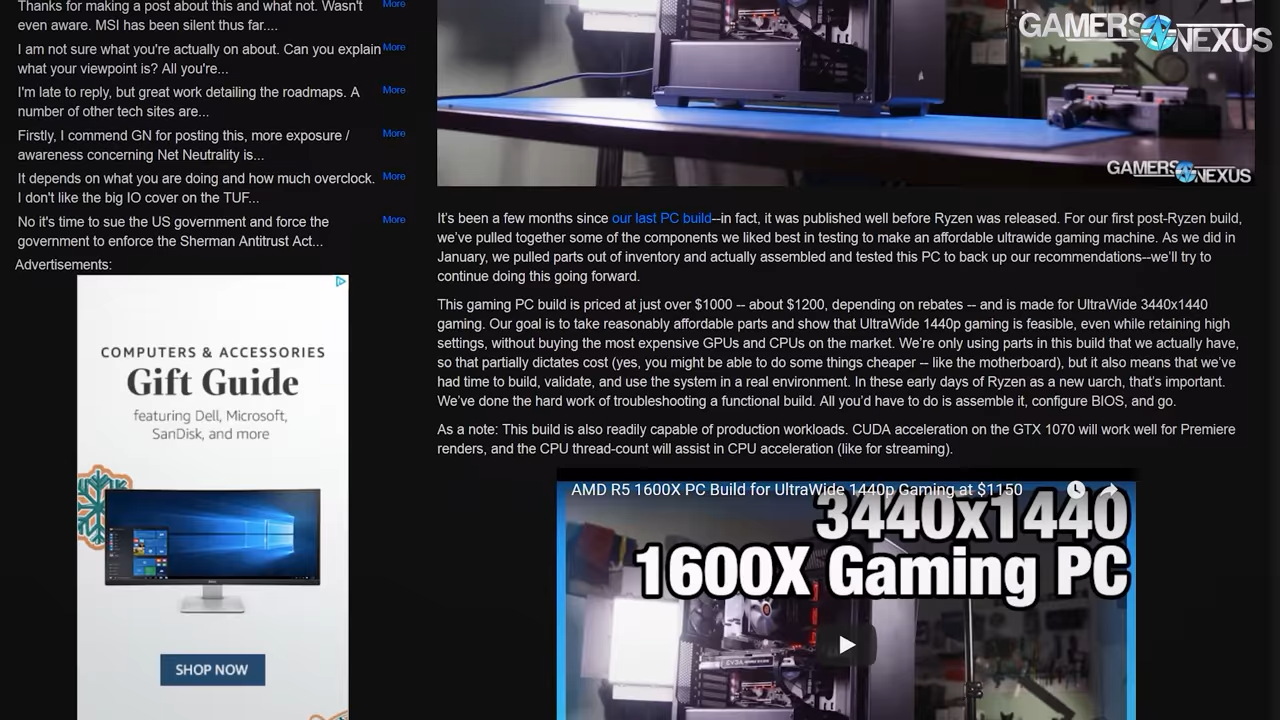 Thanks for making a post about this and what not. Wasn't
even aware. MSI has been silent thus far....
More
I am not sure what you're actually on about. Can you explain
what your viewpoint is? All you're...
More
I'm late to reply, but great work detailing the roadmaps. A
number of other tech sites are...
More
Firstly, I commend GN for posting this, more exposure /
awareness concerning Net Neutrality is...
More
It depends on what you are doing and how much overclock.
I don't like the big IO cover on the TUF...
More
No it's time to sue the US government and force the
government to enforce the Sherman Antitrust Act...
More
Advertisements:
COMPUTERS & ACCESSORIES
Gift Guide
featuring Dell, Microsoft,
SanDisk, and more
SHOP NOW
GAMERS NEXUS
GAMERS NEXUS
It's been a few months since our last PC build--in fact, it was published well before Ryzen was released. For our first post-Ryzen build,
we've pulled together some of the components we liked best in testing to make an affordable ultrawide gaming machine. As we did in
January, we pulled parts out of inventory and actually assembled and tested this PC to back up our recommendations--we'll try to
continue doing this going forward.
This gaming PC build is priced at just over $1000 -- about $1200, depending on rebates -- and is made for UltraWide 3440x1440
gaming. Our goal is to take reasonably affordable parts and show that UltraWide 1440p gaming is feasible, even while retaining high
settings, without buying the most expensive GPUs and CPUs on the market. We're only using parts in this build that we actually have,
so that partially dictates cost (yes, you might be able to do some things cheaper -- like the motherboard), but it also means that we've
had time to build, validate, and use the system in a real environment. In these early days of Ryzen as a new uarch, that's important.
We've done the hard work of troubleshooting a functional build. All you'd have to do is assemble it, configure BIOS, and go.
As a note: This build is also readily capable of production workloads. CUDA acceleration on the GTX 1070 will work well for Premiere
renders, and the CPU thread-count will assist in CPU acceleration (like for streaming).
AMD R5 1600X PC Build for UltraWide 1440p Gaming at $1150
3440x1440
1600X Gaming PC
EVGA